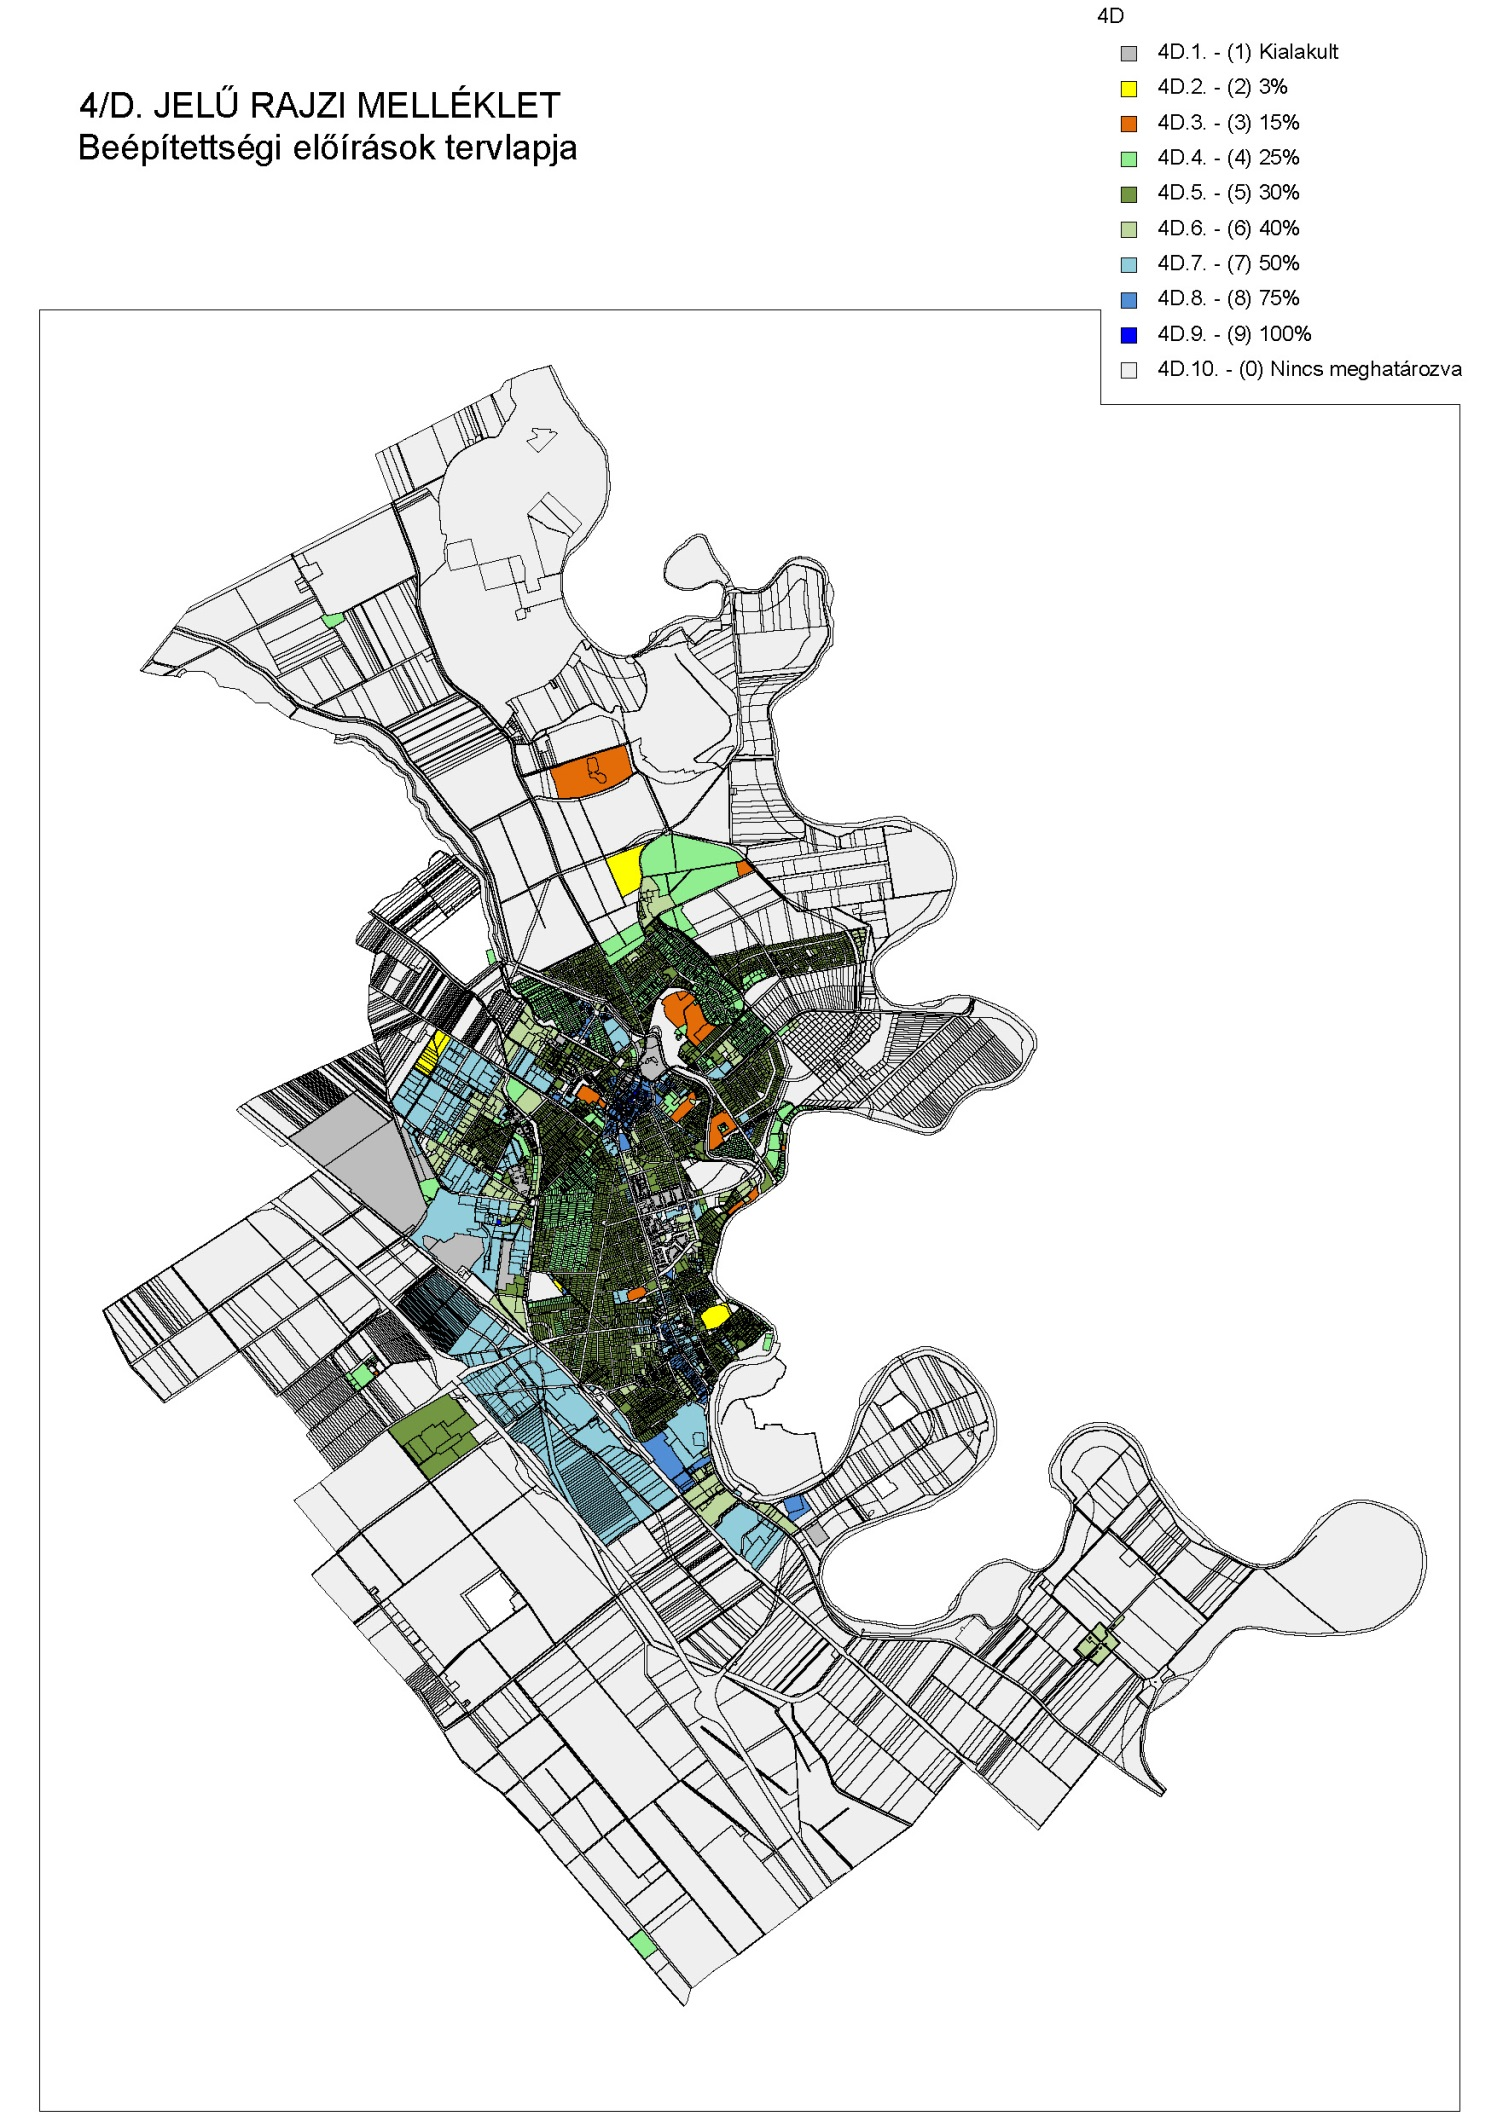 4/D. JELŰ RAJZI MELLÉKLET
Beépítettségi előírások tervlapja
4D
4D.1. - (1) Kialakult
4D.2. - (2) 3%
4D.3. - (3) 15%
4D.4. - (4) 25%
4D.5. - (5) 30%
4D.6. - (6) 40%
4D.7. - (7) 50%
4D.8. - (8) 75%
4D.9. - (9) 100%
4D.10. - (0) Nincs meghatározva